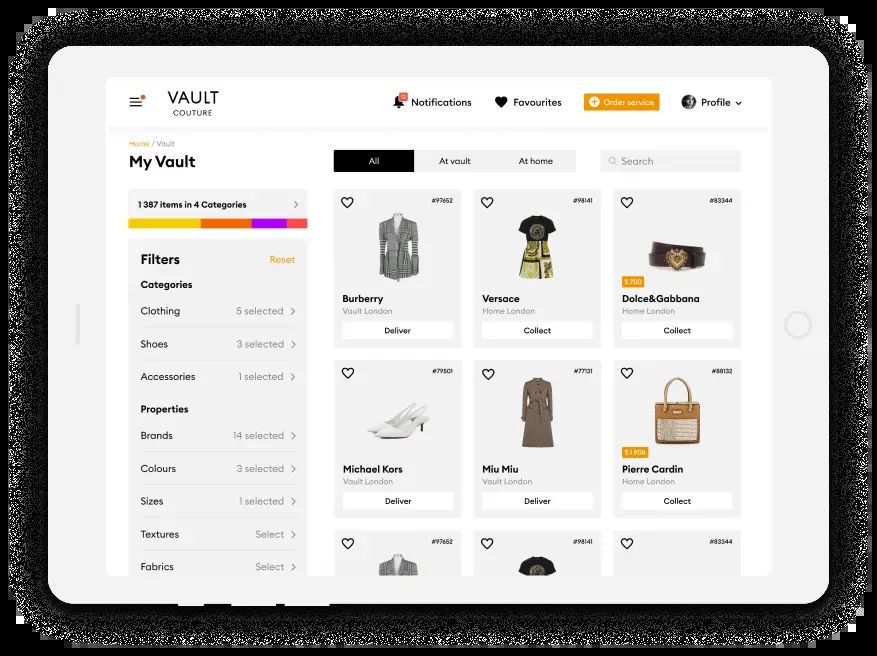 VAULT
COUTURE
Notifications
Favourites
Order service
Profile
Home / Vault
My Vault
All
At vault
At home
Search
1 387 items in 4 Categories
Filters
Reset
Categories
Clothing
5 selected
Shoes
3 selected
Accessories
1 selected
Properties
Brands
14 selected
Colours
3 selected
Sizes
1 selected
Textures
Select
Fabrics
Select
#97652
Burberry
Vault London
Deliver
#98141
Versace
Home London
Collect
#83344
$ 700
Dolce&Gabbana
Home London
Collect
#79501
Michael Kors
Vault London
Deliver
#77131
Miu Miu
Vault London
Deliver
#88132
$ 1 908
Pierre Cardin
Home London
Collect
#97652
#98141
#83344